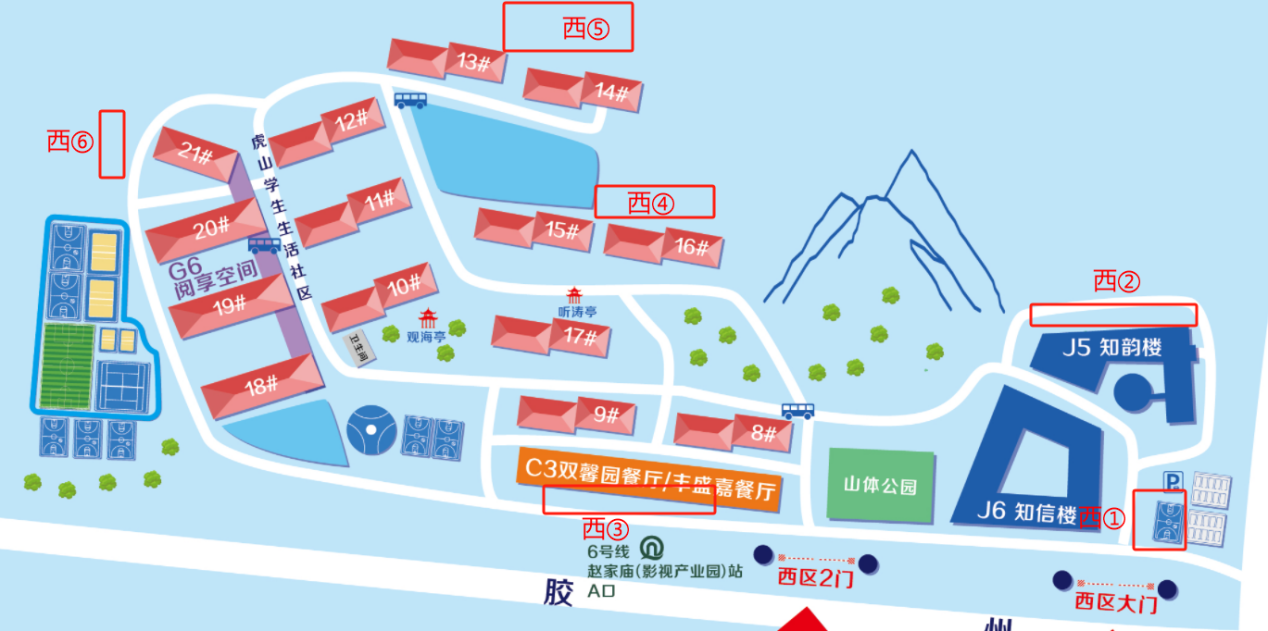 西⑤
13#
14#
西⑥
21#
12#
虎山学生生活社区
20#
11#
西④
15#
16#
G6
阅享空间
19#
10#
观海亭
听涛亭
卫生间
17#
西②
J5 知韵楼
18#
9#
8#
C3双馨园餐厅/丰盛嘉餐厅
山体公园
J6 知信楼
西①
P
西③
6号线
赵家庙(影视产业园)站
A口
西区2门
西区大门
胶
州